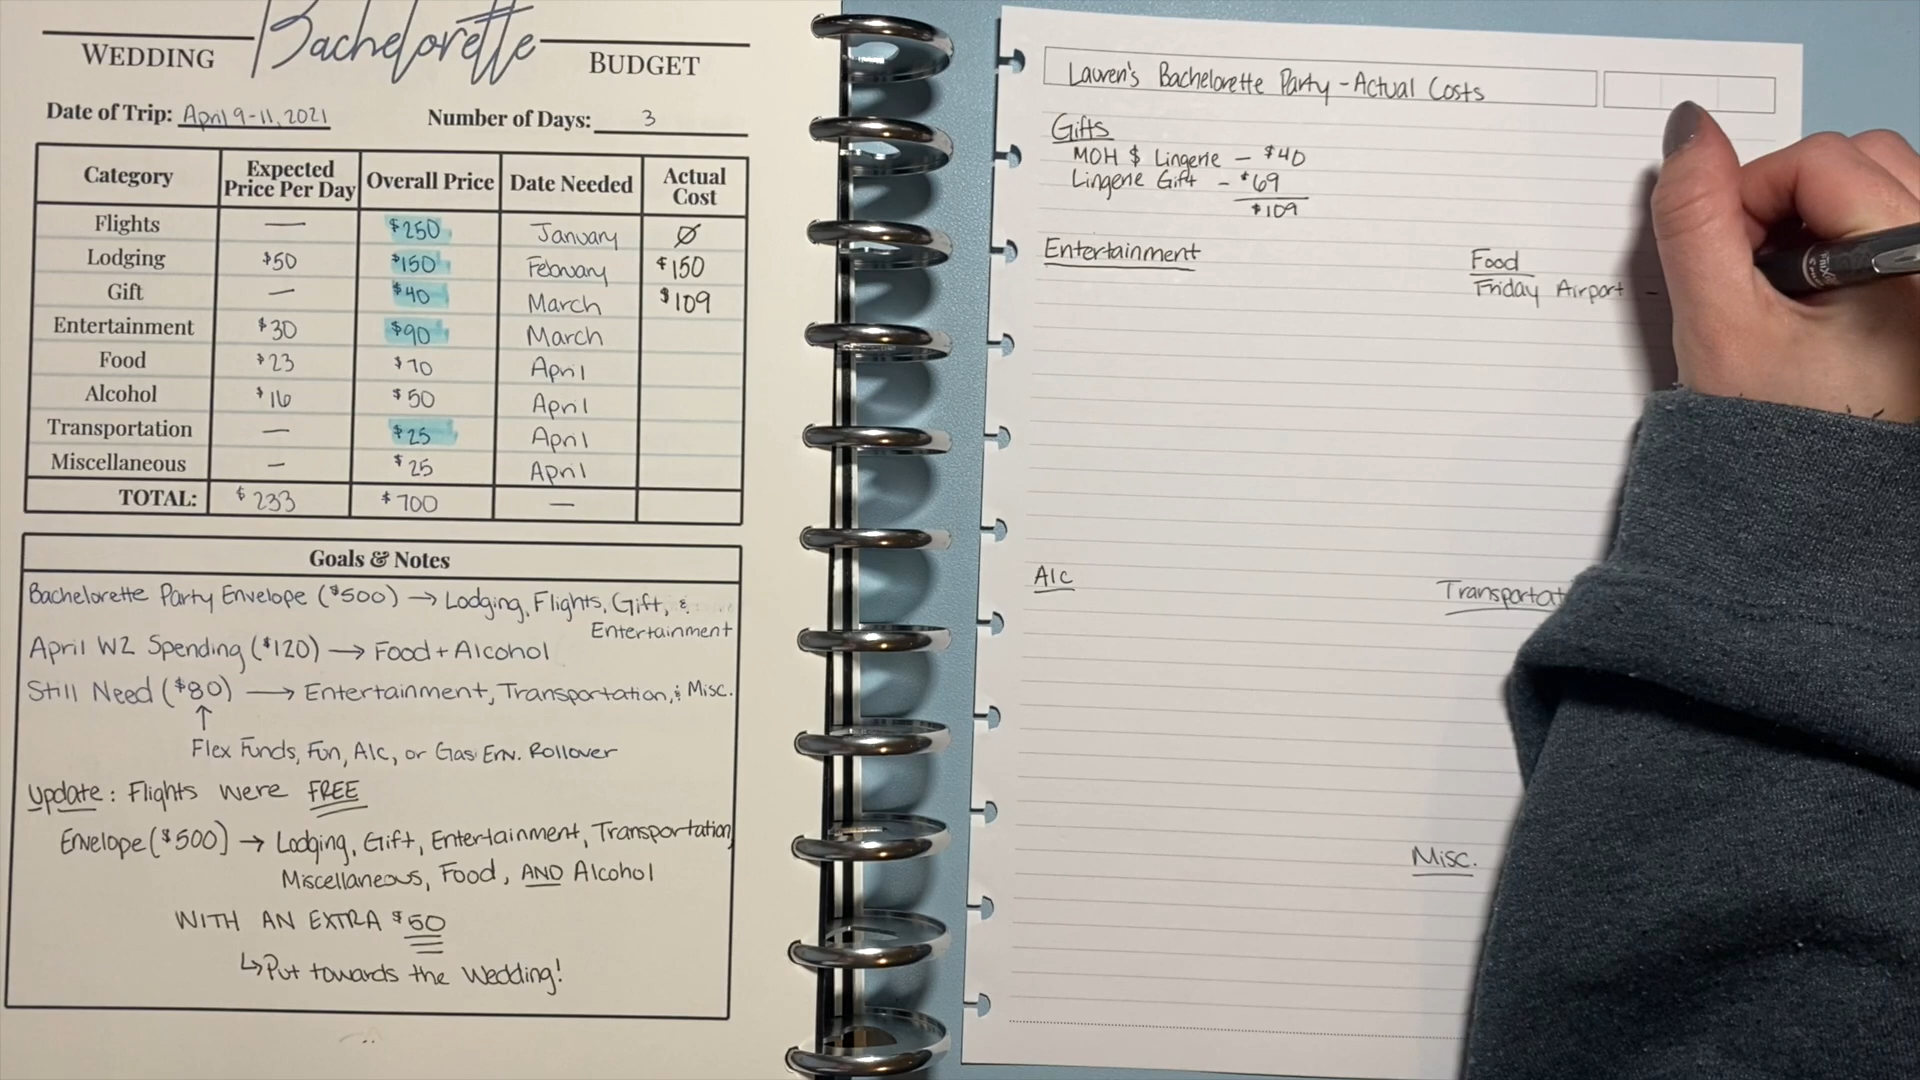 Bachelorette
WEDDING BUDGET
Date of Trip: April 9-11, 2021 Number of Days: 3
Category Expected Price Per Day Overall Price Date Needed Actual Cost
Flights — $250 January Ø
Lodging $50 $150 February $150
Gift — $40 March $109
Entertainment $30 $90 March
Food $23 $70 April
Alcohol $16 $50 April
Transportation — $25 April
Miscellaneous — $25 April
TOTAL: $233 $700 —
Goals & Notes
Bachelorette Party Envelope ($500) → Lodging, Flights, Gift, &
Entertainment
April W2 Spending ($120) → Food + Alcohol
Still Need ($80) → Entertainment, Transportation, & Misc.
↑
Flex Funds, Fun, Alc, or Gas Env. Rollover
Update: Flights were FREE
Envelope ($500) → Lodging, Gift, Entertainment, Transportation,
Miscellaneous, Food, AND Alcohol
WITH AN EXTRA $50
↳ Put towards the Wedding!
Lauren's Bachelorette Party - Actual Costs
Gifts
MOH $ Lingerie - $40
Lingerie Gift - $69
$109
Entertainment
Food
Friday Airport -
Alc
Transportat
Misc.